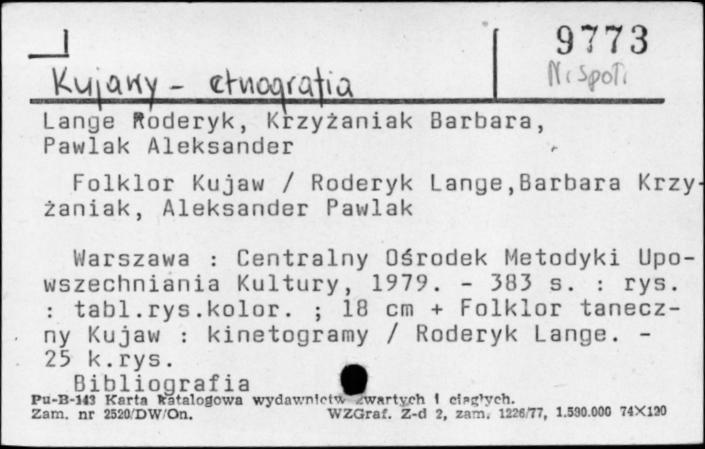 9773
Kujawy - etnografia
Lange Roderyk, Krzyżaniak Barbara,
Pawlak Aleksander
Folklor Kujaw / Roderyk Lange,Barbara Krzy-
żaniak, Aleksander Pawlak
Warszawa : Centralny Ośrodek Metodyki Upo-
wszechniania Kultury, 1979. - 383 s. : rys.
: tabl.rys.kolor. ; 18 cm + Folklor tanecz-
ny Kujaw : kinetogramy / Roderyk Lange. -
25 k.rys.
Bibliografia
Pu-B-143 Karta katalogowa wydawnictw zwartych i ciągłych.
Zam. nr 2520/DW/On. WZGraf. Z-d 2, zam. 1226/77, 1.590.000 74X120